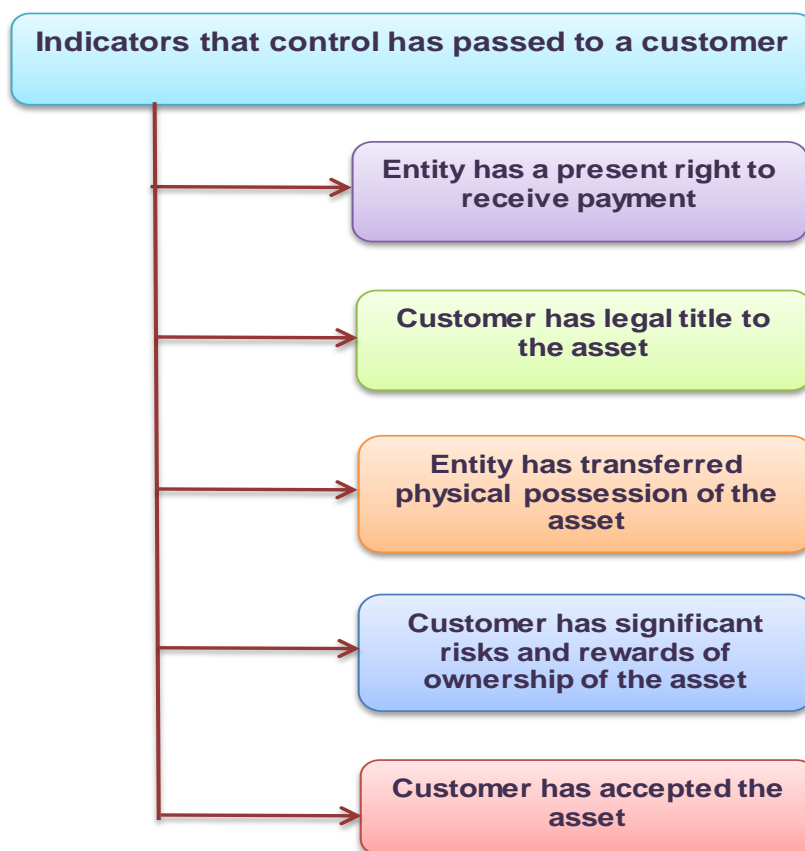 Indicators that control has passed to a customer
Entity has a present right to
receive payment
Customer has legal title to
the asset
Entity has transferred
physical possession of the
asset
Customer has significant
risks and rewards of
ownership of the asset
Customer has accepted the
asset